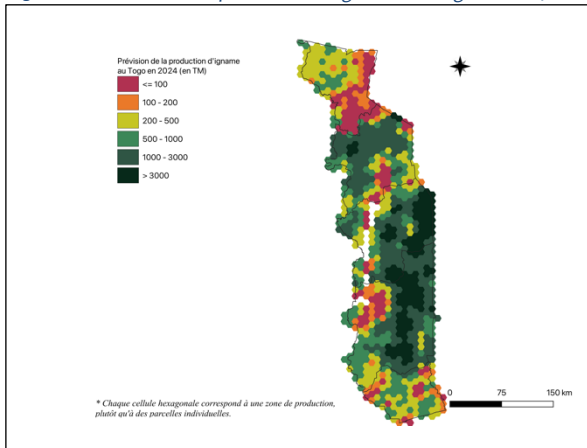 Prévision de la production d'igname
au Togo en 2024 (en TM)
<= 100
100 - 200
200 - 500
500 - 1000
1000 - 3000
> 3000
0 75 150 km
* Chaque cellule hexagonale correspond à une zone de production,
plutôt qu'à des parcelles individuelles.